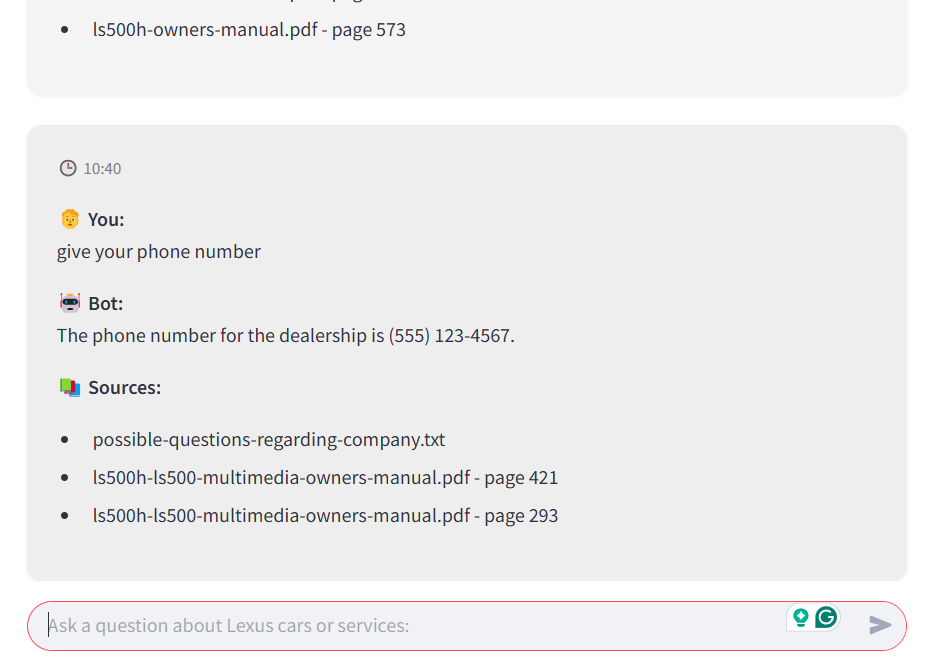 ls500h-owners-manual.pdf - page 573
10:40
You:
give your phone number
Bot:
The phone number for the dealership is (555) 123-4567.
Sources:
possible-questions-regarding-company.txt
ls500h-ls500-multimedia-owners-manual.pdf - page 421
ls500h-ls500-multimedia-owners-manual.pdf - page 293
Ask a question about Lexus cars or services: